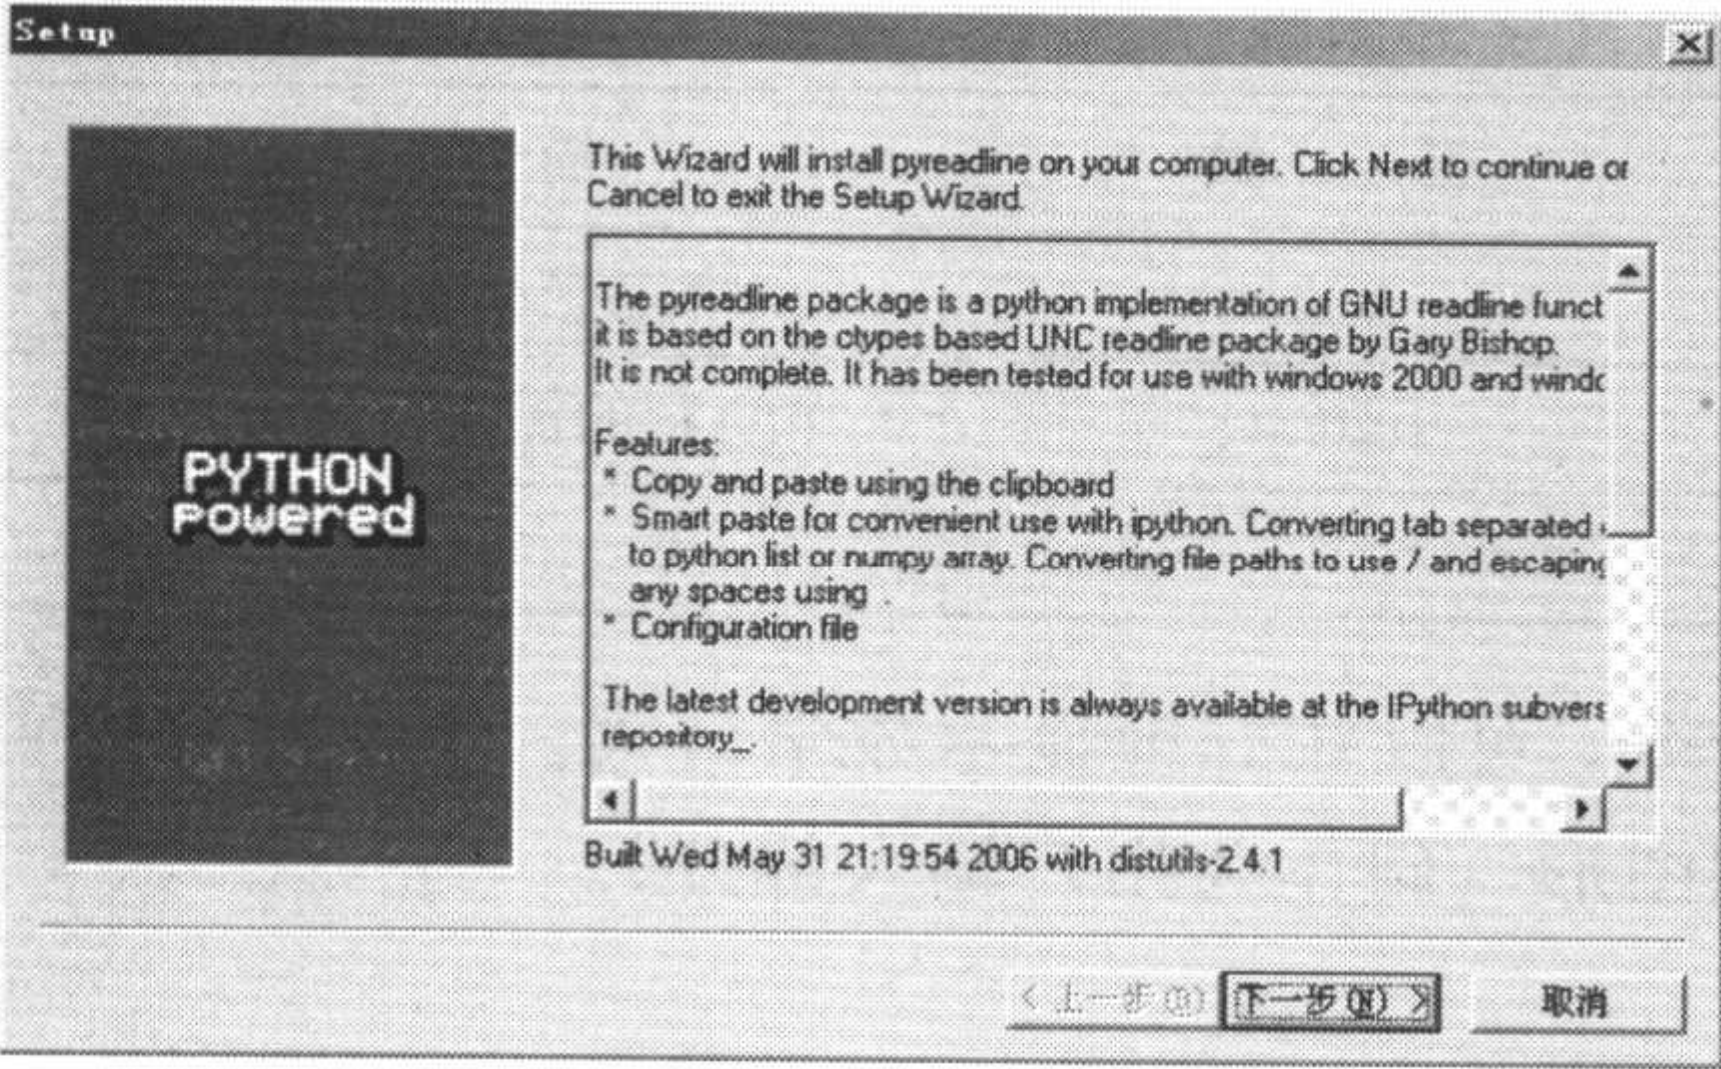 Setup
This Wizard will install pyreadline on your computer. Click Next to continue or
Cancel to exit the Setup Wizard.
PYTHON
powered
The pyreadline package is a python implementation of GNU readline funct
it is based on the ctypes based UNC readline package by Gary Bishop.
It is not complete. It has been tested for use with windows 2000 and windo
Features:
* Copy and paste using the clipboard
* Smart paste for convenient use with ipython. Converting tab separated
to python list or numpy array. Converting file paths to use / and escaping
any spaces using .
* Configuration file
The latest development version is always available at the IPython subvers
repository_.
Built Wed May 31 21:19:54 2006 with distutils-2.4.1
< 上一步(B) 下一步(N) > 取消